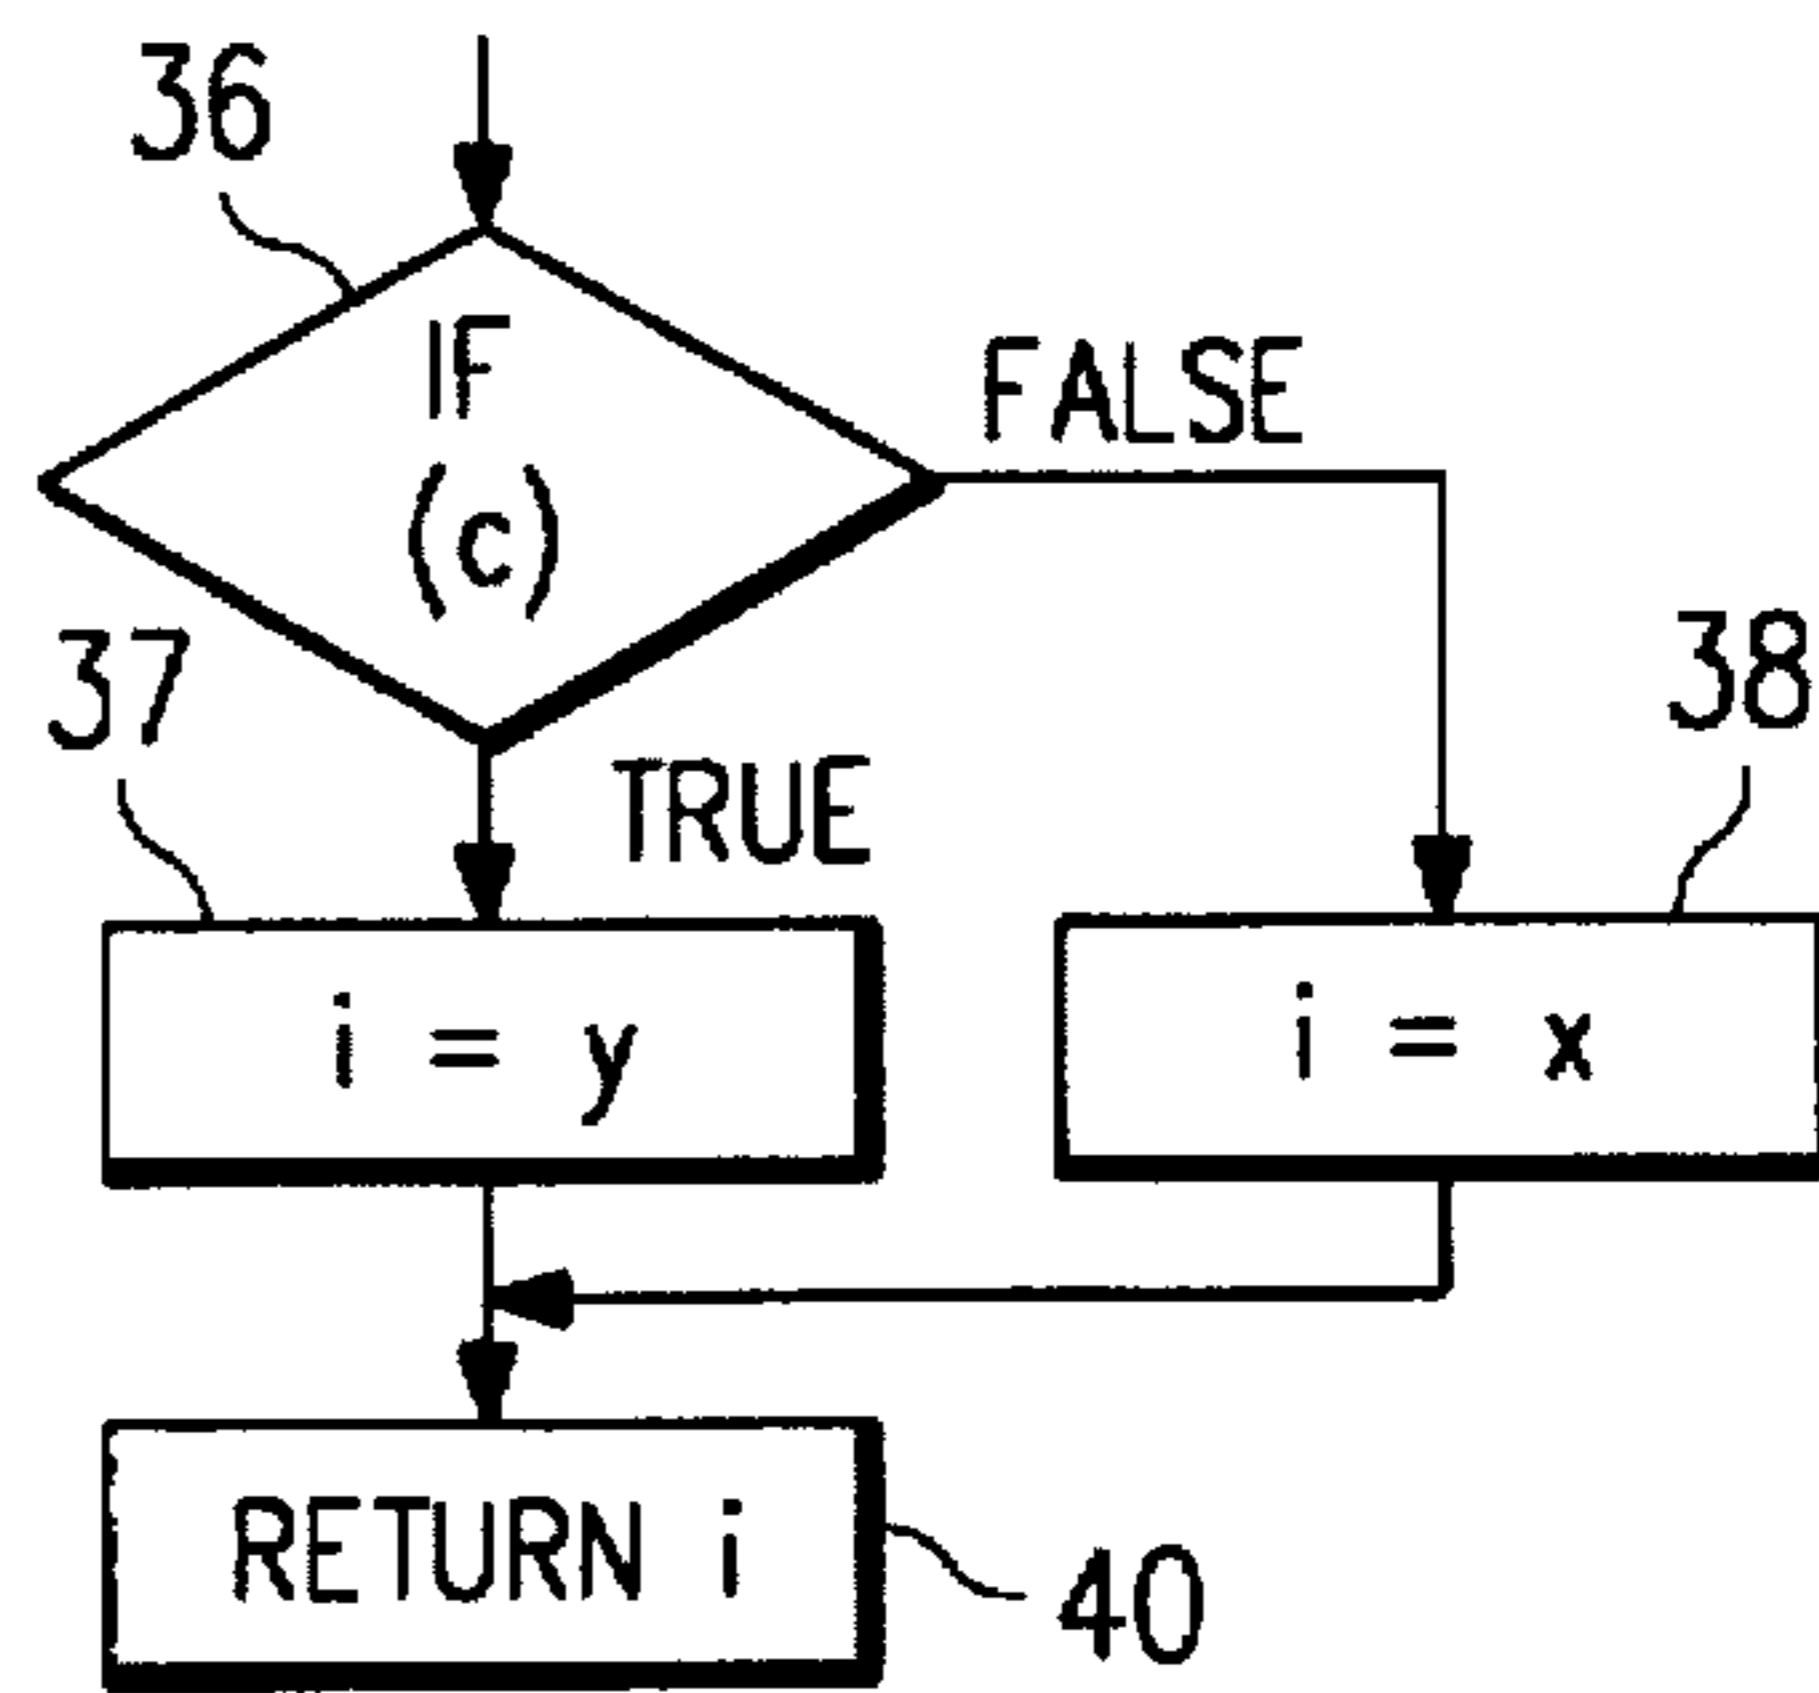 36
IF
(c)
FALSE
37
TRUE
38
i = y
i = x
RETURN i
40